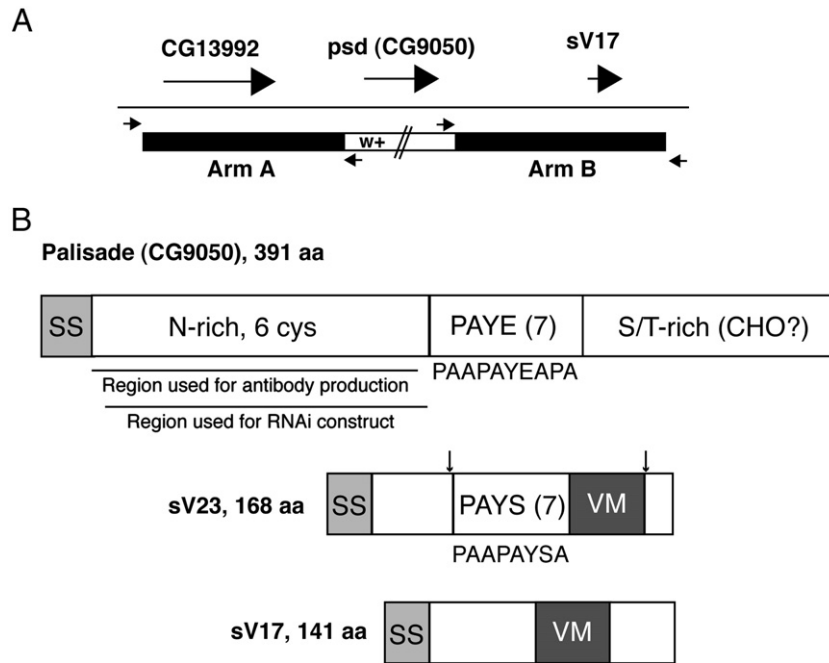 A
CG13992
psd (CG9050)
sV17
w+
Arm A
Arm B
B
Palisade (CG9050), 391 aa
SS
N-rich, 6 cys
PAYE (7)
S/T-rich (CHO?)
PAAPAYEAPA
Region used for antibody production
Region used for RNAi construct
sV23, 168 aa
SS
PAYS (7)
VM
PAAPAYSA
sV17, 141 aa
SS
VM